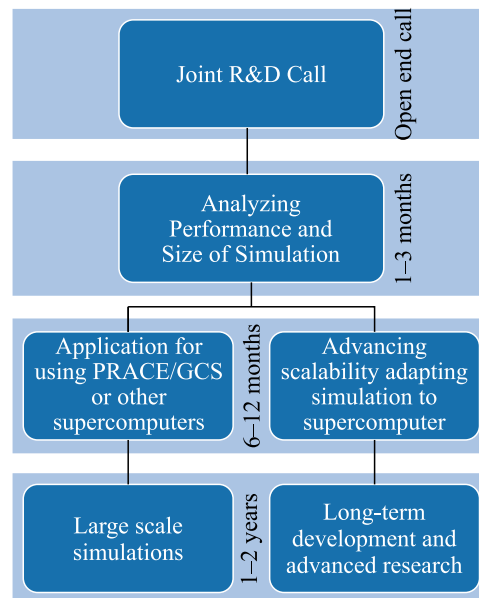 Joint R&D Call
Open end call
Analyzing
Performance and
Size of Simulation
1–3 months
Application for
using PRACE/GCS
or other
supercomputers
6–12 months
Advancing
scalability adapting
simulation to
supercomputer
Large scale
simulations
1–2 years
Long-term
development and
advanced research